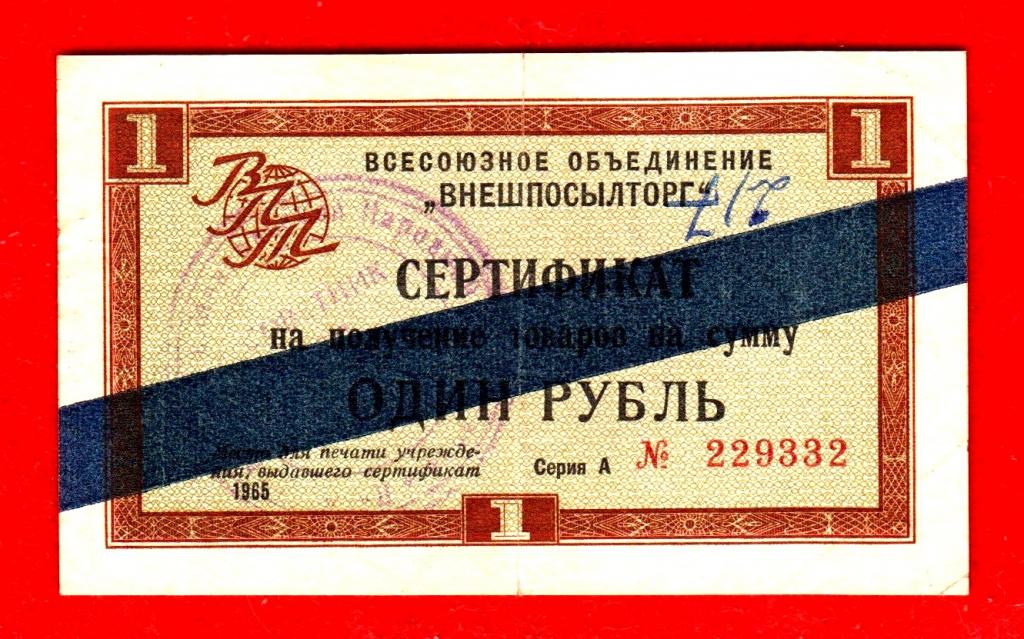 1 1
ВПТ
ВСЕСОЮЗНОЕ ОБЪЕДИНЕНИЕ
„ВНЕШПОСЫЛТОРГ“
СЕРТИФИКАТ
на получение товаров на сумму
ОДИН РУБЛЬ
Место для печати учрежде-
ния, выдавшего сертификат
1965
Серия А № 229332
1